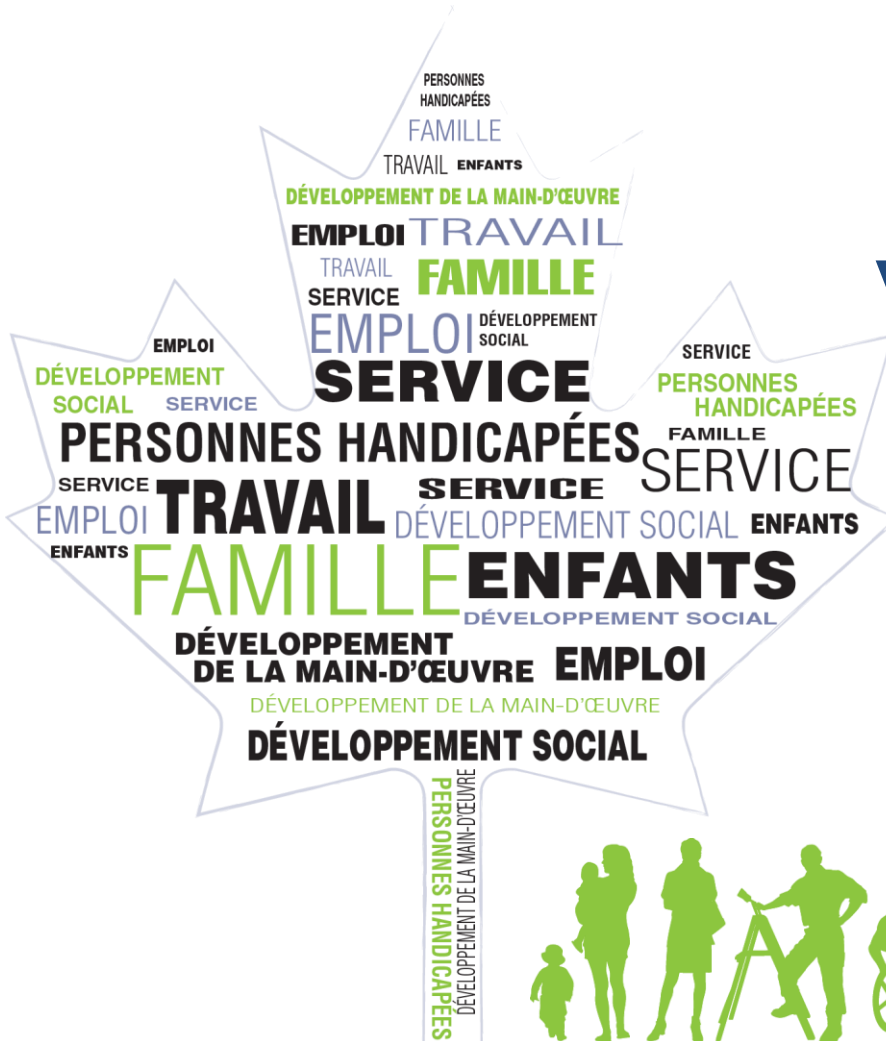 PERSONNES
HANDICAPÉES
FAMILLE
TRAVAIL ENFANTS
DÉVELOPPEMENT DE LA MAIN-D'ŒUVRE
EMPLOI TRAVAIL
TRAVAIL FAMILLE
SERVICE
EMPLOI DÉVELOPPEMENT
SOCIAL
SERVICE
EMPLOI
DÉVELOPPEMENT
SOCIAL SERVICE
SERVICE
PERSONNES
HANDICAPÉES
PERSONNES HANDICAPÉES FAMILLE
SERVICE
SERVICE TRAVAIL SERVICE
EMPLOI DÉVELOPPEMENT SOCIAL ENFANTS
ENFANTS FAMILLE ENFANTS
DÉVELOPPEMENT SOCIAL
DÉVELOPPEMENT
DE LA MAIN-D'ŒUVRE EMPLOI
DÉVELOPPEMENT DE LA MAIN-D'ŒUVRE
DÉVELOPPEMENT SOCIAL
PERSONNES HANDICAPÉES
DÉVELOPPEMENT DE LA MAIN-D'ŒUVRE